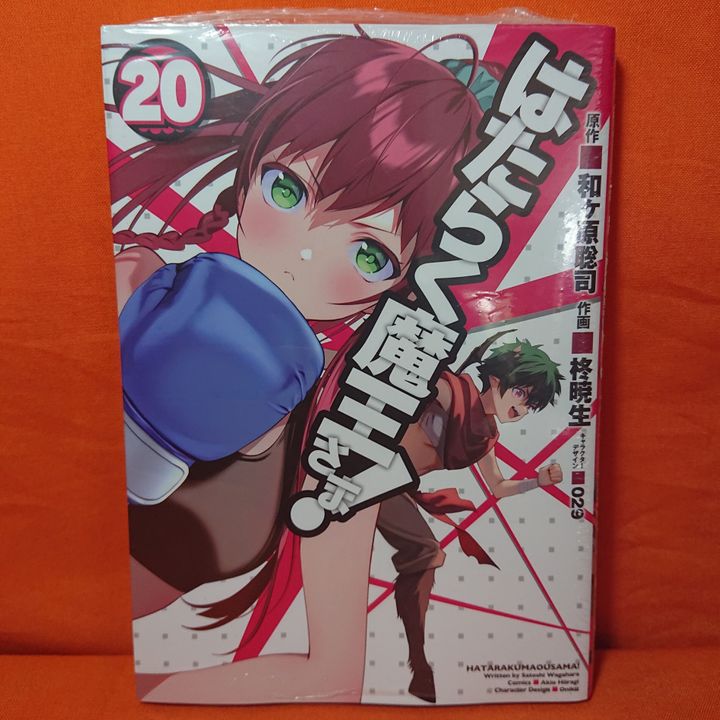 20
はたらく魔王さま!
原作■和ヶ原聡司
作画■柊暁生
キャラクターデザイン■029
HATARAKUMAOUSAMA!
Written by Satoshi Wagahara
Comics ■ Akio Hiiragi
© Character Design ■ Oniku